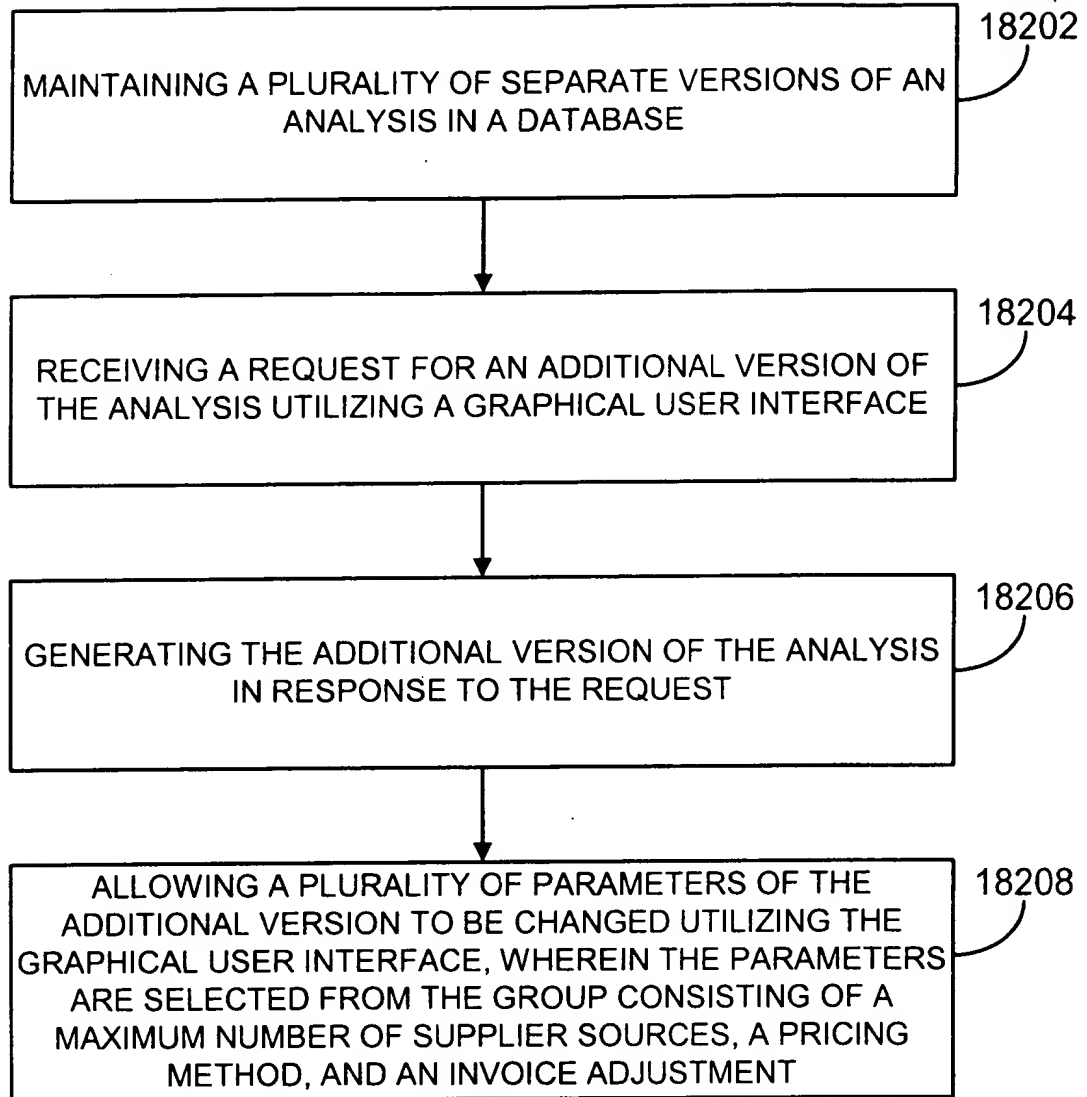 18202
MAINTAINING A PLURALITY OF SEPARATE VERSIONS OF AN
ANALYSIS IN A DATABASE
18204
RECEIVING A REQUEST FOR AN ADDITIONAL VERSION OF
THE ANALYSIS UTILIZING A GRAPHICAL USER INTERFACE
18206
GENERATING THE ADDITIONAL VERSION OF THE ANALYSIS
IN RESPONSE TO THE REQUEST
18208
ALLOWING A PLURALITY OF PARAMETERS OF THE
ADDITIONAL VERSION TO BE CHANGED UTILIZING THE
GRAPHICAL USER INTERFACE, WHEREIN THE PARAMETERS
ARE SELECTED FROM THE GROUP CONSISTING OF A
MAXIMUM NUMBER OF SUPPLIER SOURCES, A PRICING
METHOD, AND AN INVOICE ADJUSTMENT